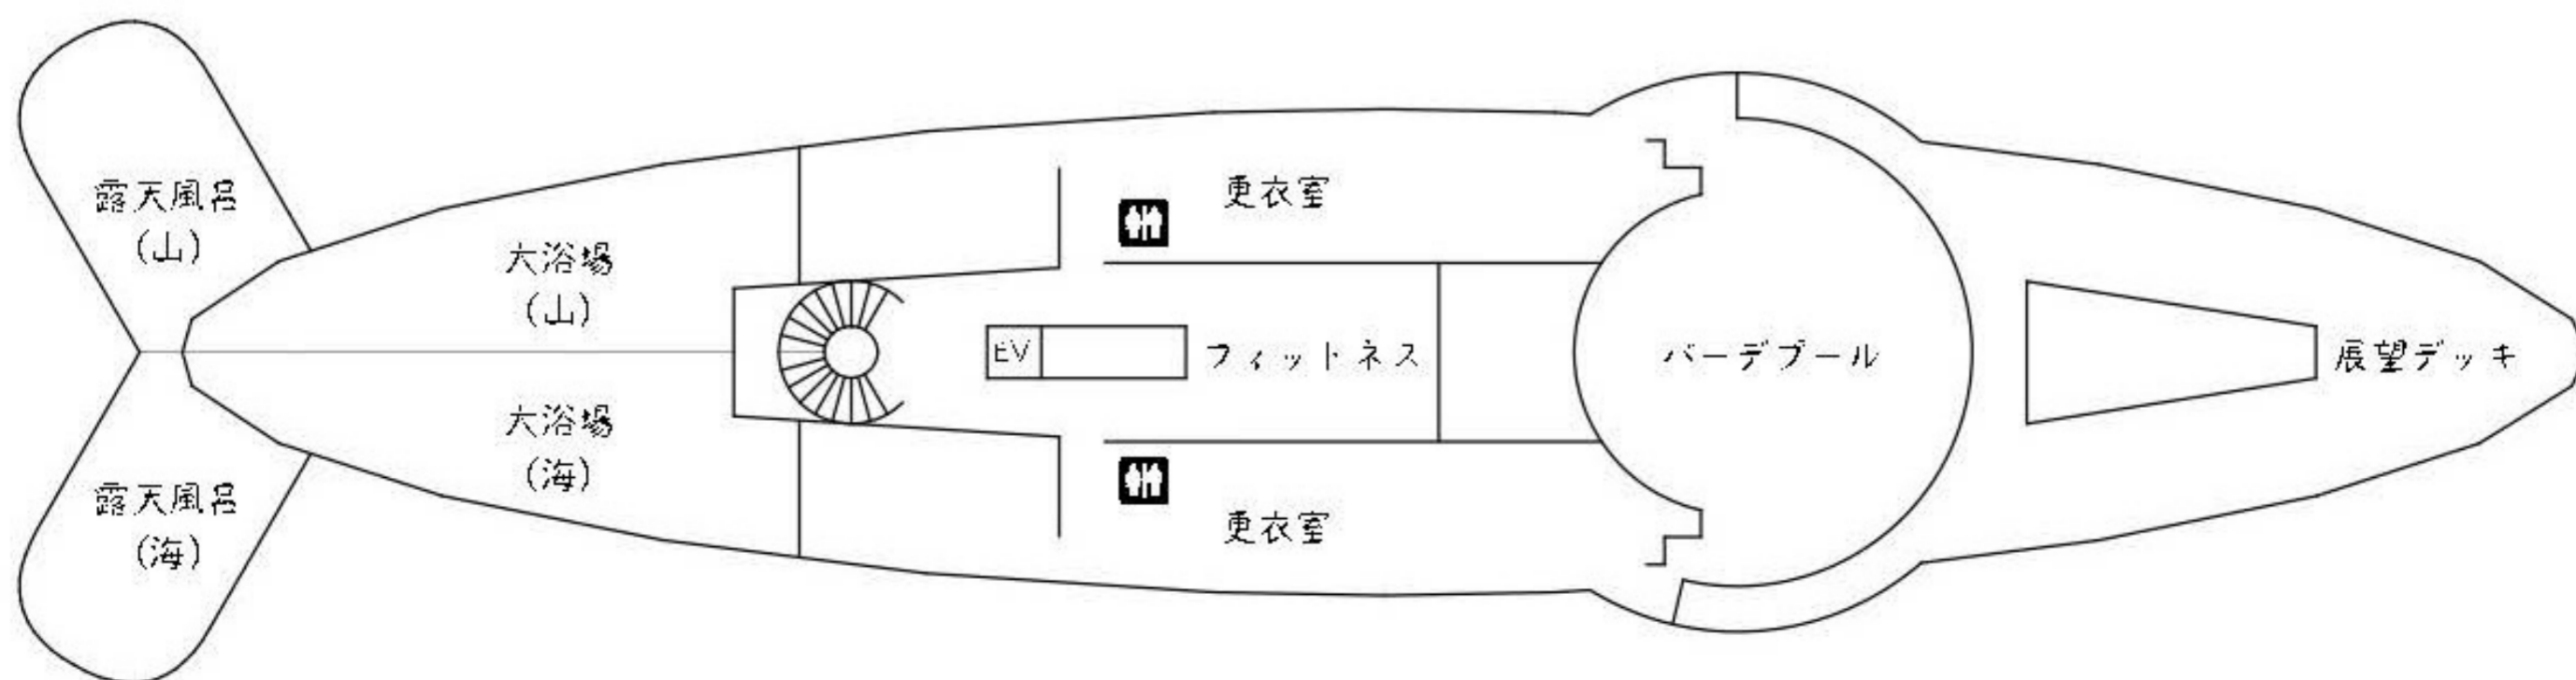 露天風呂
(山)
大浴場
(山)
更衣室
EV
フィットネス
バーデプール
展望デッキ
大浴場
(海)
露天風呂
(海)
更衣室